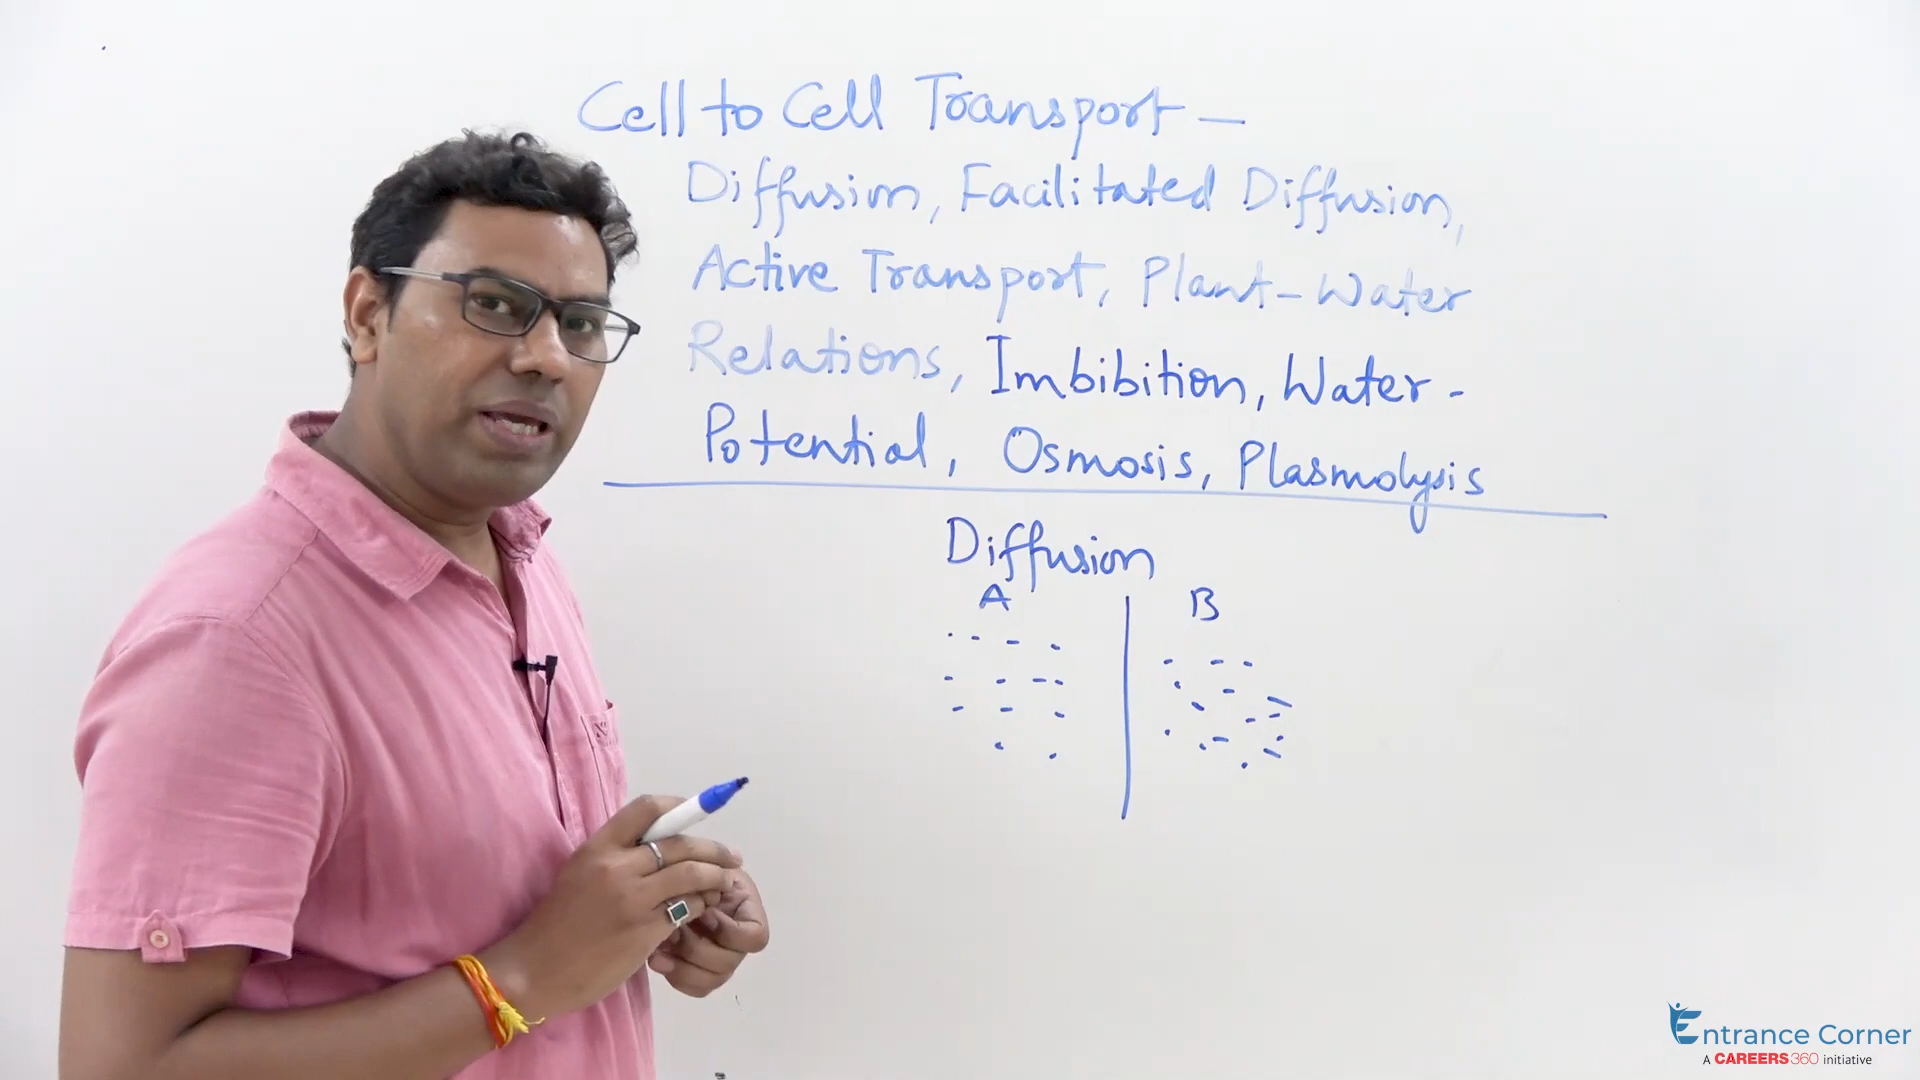 Cell to Cell Transport -
Diffusion, Facilitated Diffusion,
Active Transport, Plant-Water
Relations, Imbibition, Water-
Potential, Osmosis, Plasmolysis
Diffusion
A B
Entrance Corner
A CAREERS360 initiative